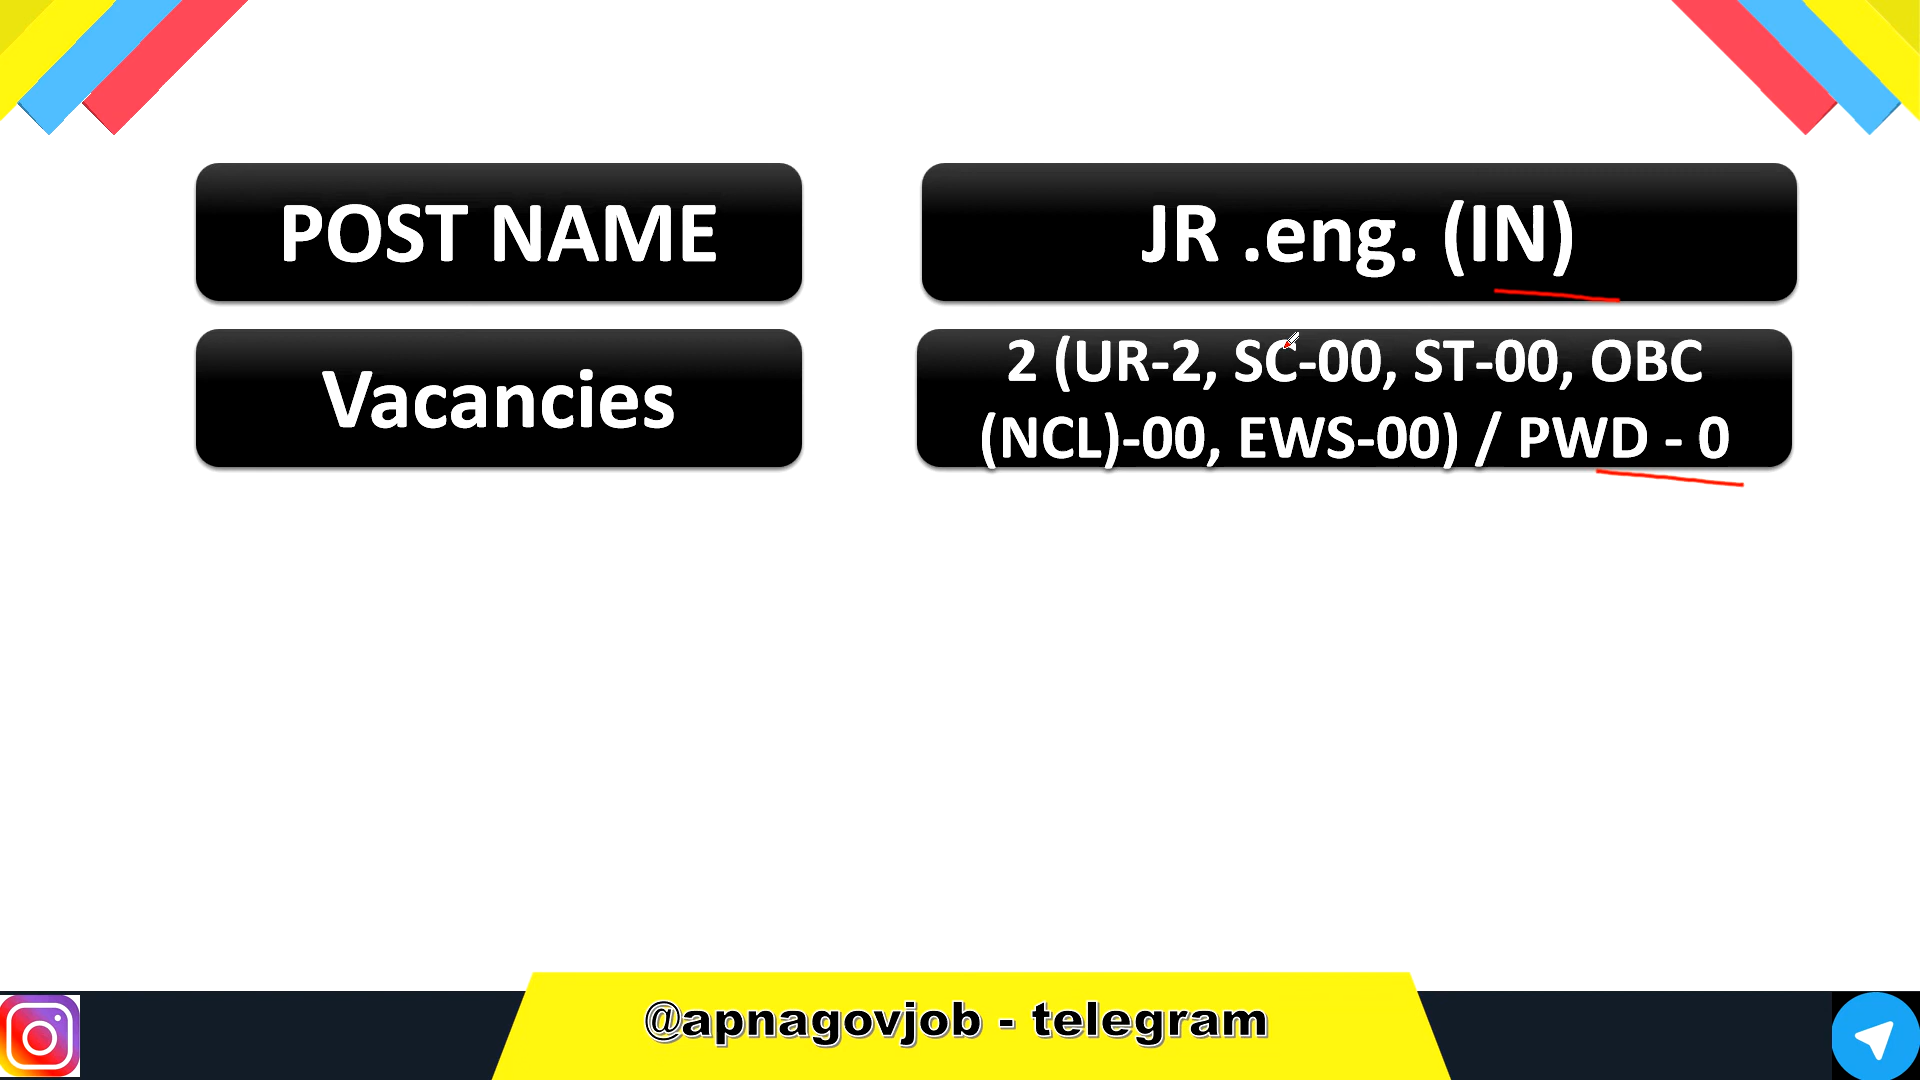 POST NAME
JR .eng. (IN)
Vacancies
2 (UR-2, SC-00, ST-00, OBC
(NCL)-00, EWS-00) / PWD - 0
@apnagovjob - telegram